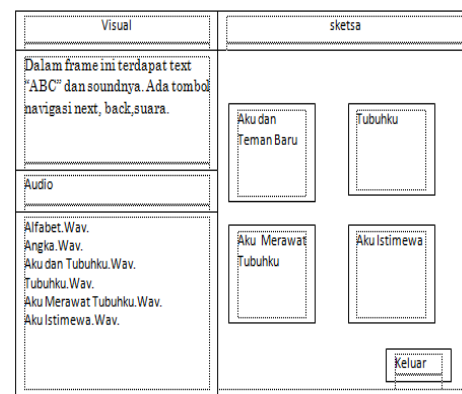 Visual
sketsa
Dalam frame ini terdapat text
“ABC” dan soundnya. Ada tombol
navigasi next, back,suara.
Audio
Alfabet.Wav.
Angka.Wav.
Aku dan Tubuhku.Wav.
Tubuhku.Wav.
Aku Merawat Tubuhku.Wav.
Aku Istimewa.Wav.
Aku dan
Teman Baru
Tubuhku
Aku Merawat
Tubuhku
Aku Istimewa
Keluar